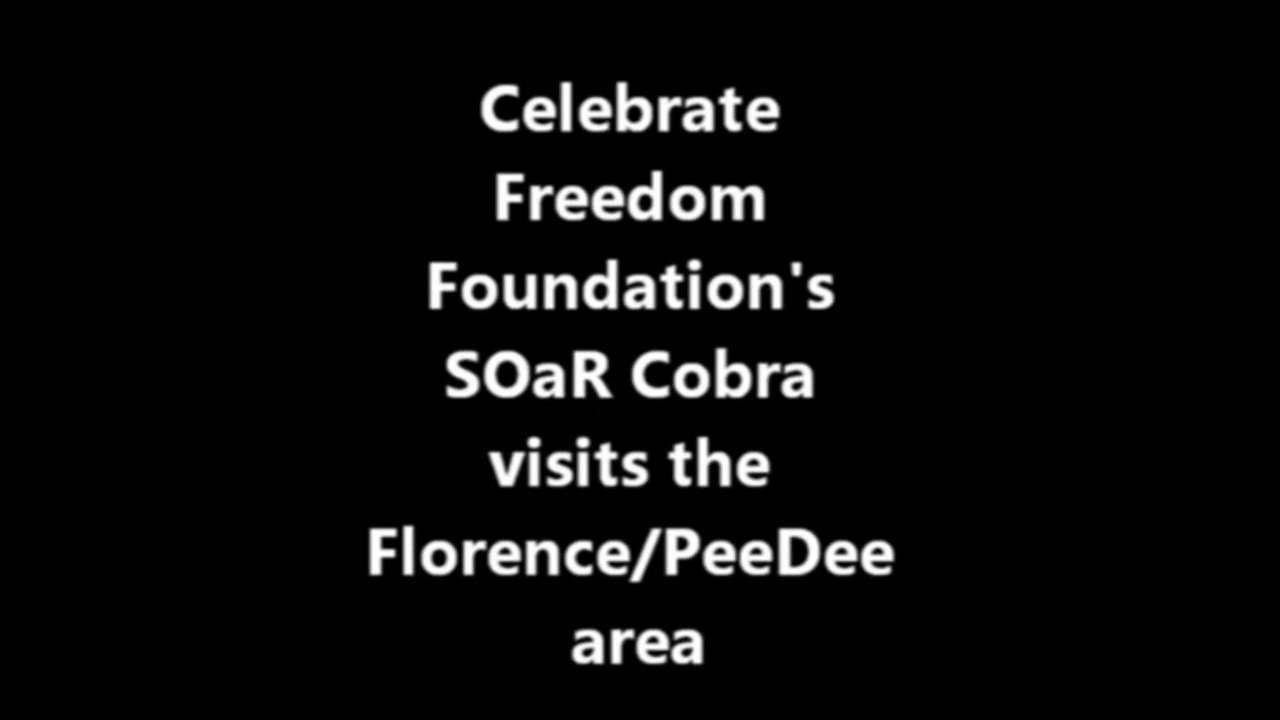 Celebrate
Freedom
Foundation's
SOaR Cobra
visits the
Florence/PeeDee
area